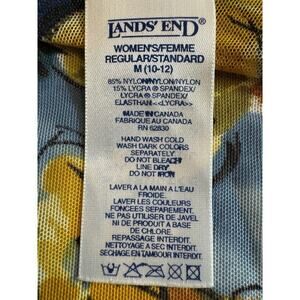 LANDS' END®
WOMEN'S/FEMME
REGULAR/STANDARD
M (10-12)
85% NYLON/NYLON/NYLON
15% LYCRA® SPANDEX/
LYCRA® SPANDEX/
ELASTHAN<<LYCRA>>
MADE IN CANADA
FABRIQUE AU CANADA
RN 62830
HAND WASH COLD
WASH DARK COLORS
SEPARATELY
DO NOT BLEACH
LINE DRY
DO NOT IRON
LAVER A LA MAIN A L'EAU
FROIDE.
LAVER LES COULEURS
FONCEES SEPAREMENT.
NE PAS UTILISER DE JAVEL
NI DE PRODUIT A BASE
DE CHLORE.
REPASSAGE INTERDIT.
NETTOYAGE A SEC INTERDIT
SECHAGE EN TAMBOUR INTERDIT